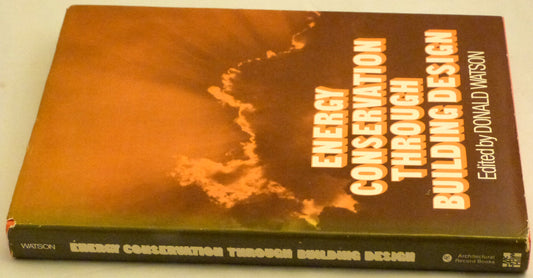 ENERGY
CONSERVATION
THROUGH
BUILDING DESIGN
Edited by DONALD WATSON
WATSON
ENERGY CONSERVATION THROUGH BUILDING DESIGN
Architectural
Record Books